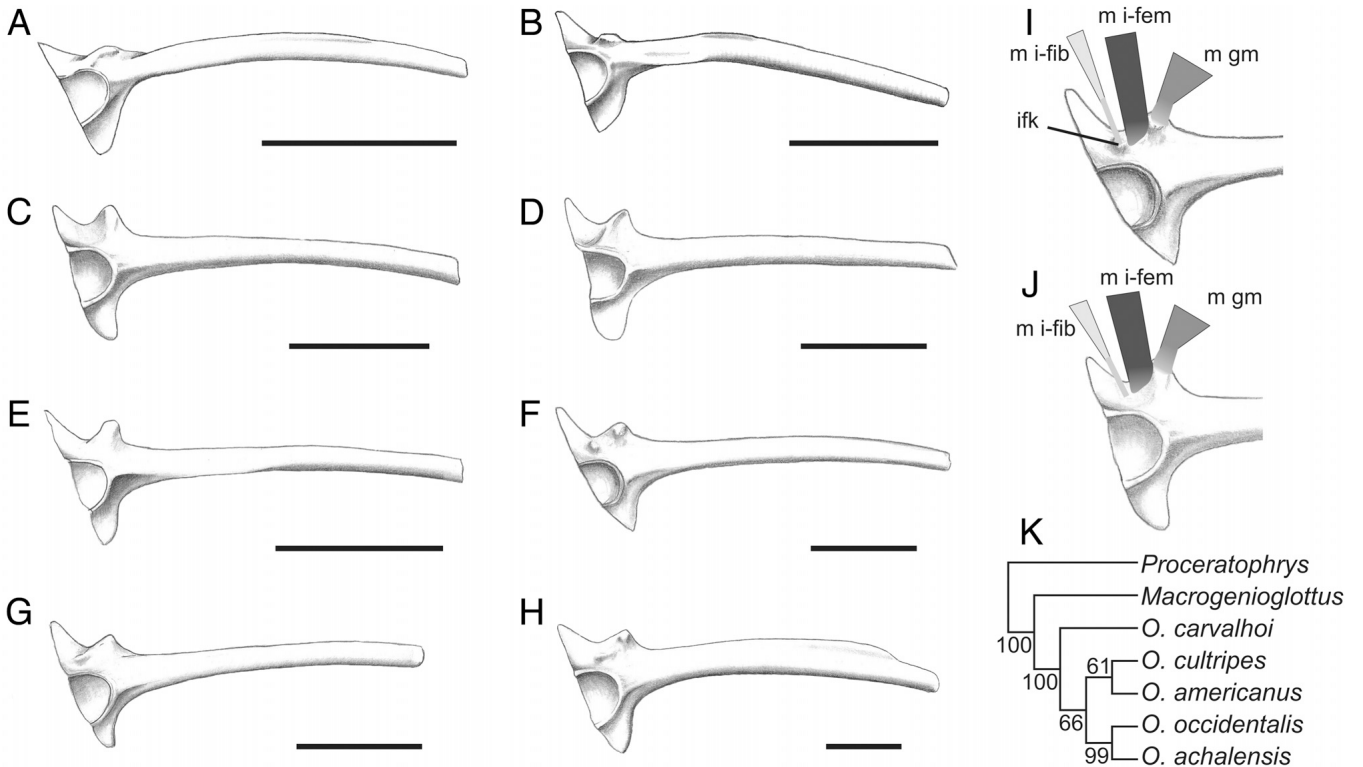 A
B
C
D
E
F
G
H
I
m i-fem
m i-fib
m gm
ifk
J
m i-fem
m i-fib
m gm
K
Proceratophrys
Macrogenioglottus
O. carvalhoi
O. cultripes
O. americanus
O. occidentalis
O. achalensis
100
100
61
66
99